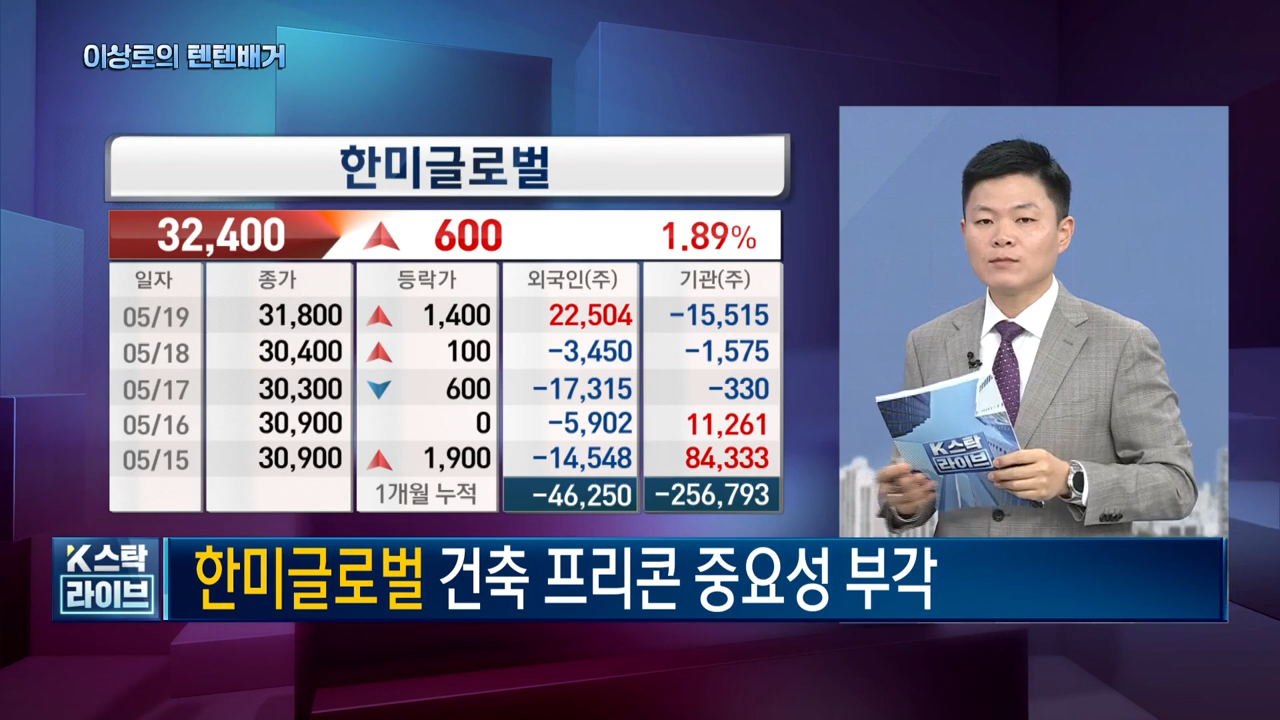 이상로의 텐텐배거
한미글로벌
32,400 ▲ 600 1.89%
일자 종가 등락가 외국인(주) 기관(주)
05/19 31,800 ▲ 1,400 22,504 -15,515
05/18 30,400 ▲ 100 -3,450 -1,575
05/17 30,300 ▼ 600 -17,315 -330
05/16 30,900 0 -5,902 11,261
05/15 30,900 ▲ 1,900 -14,548 84,333
1개월 누적 -46,250 -256,793
K스탁
라이브
K스탁
라이브
한미글로벌 건축 프리콘 중요성 부각